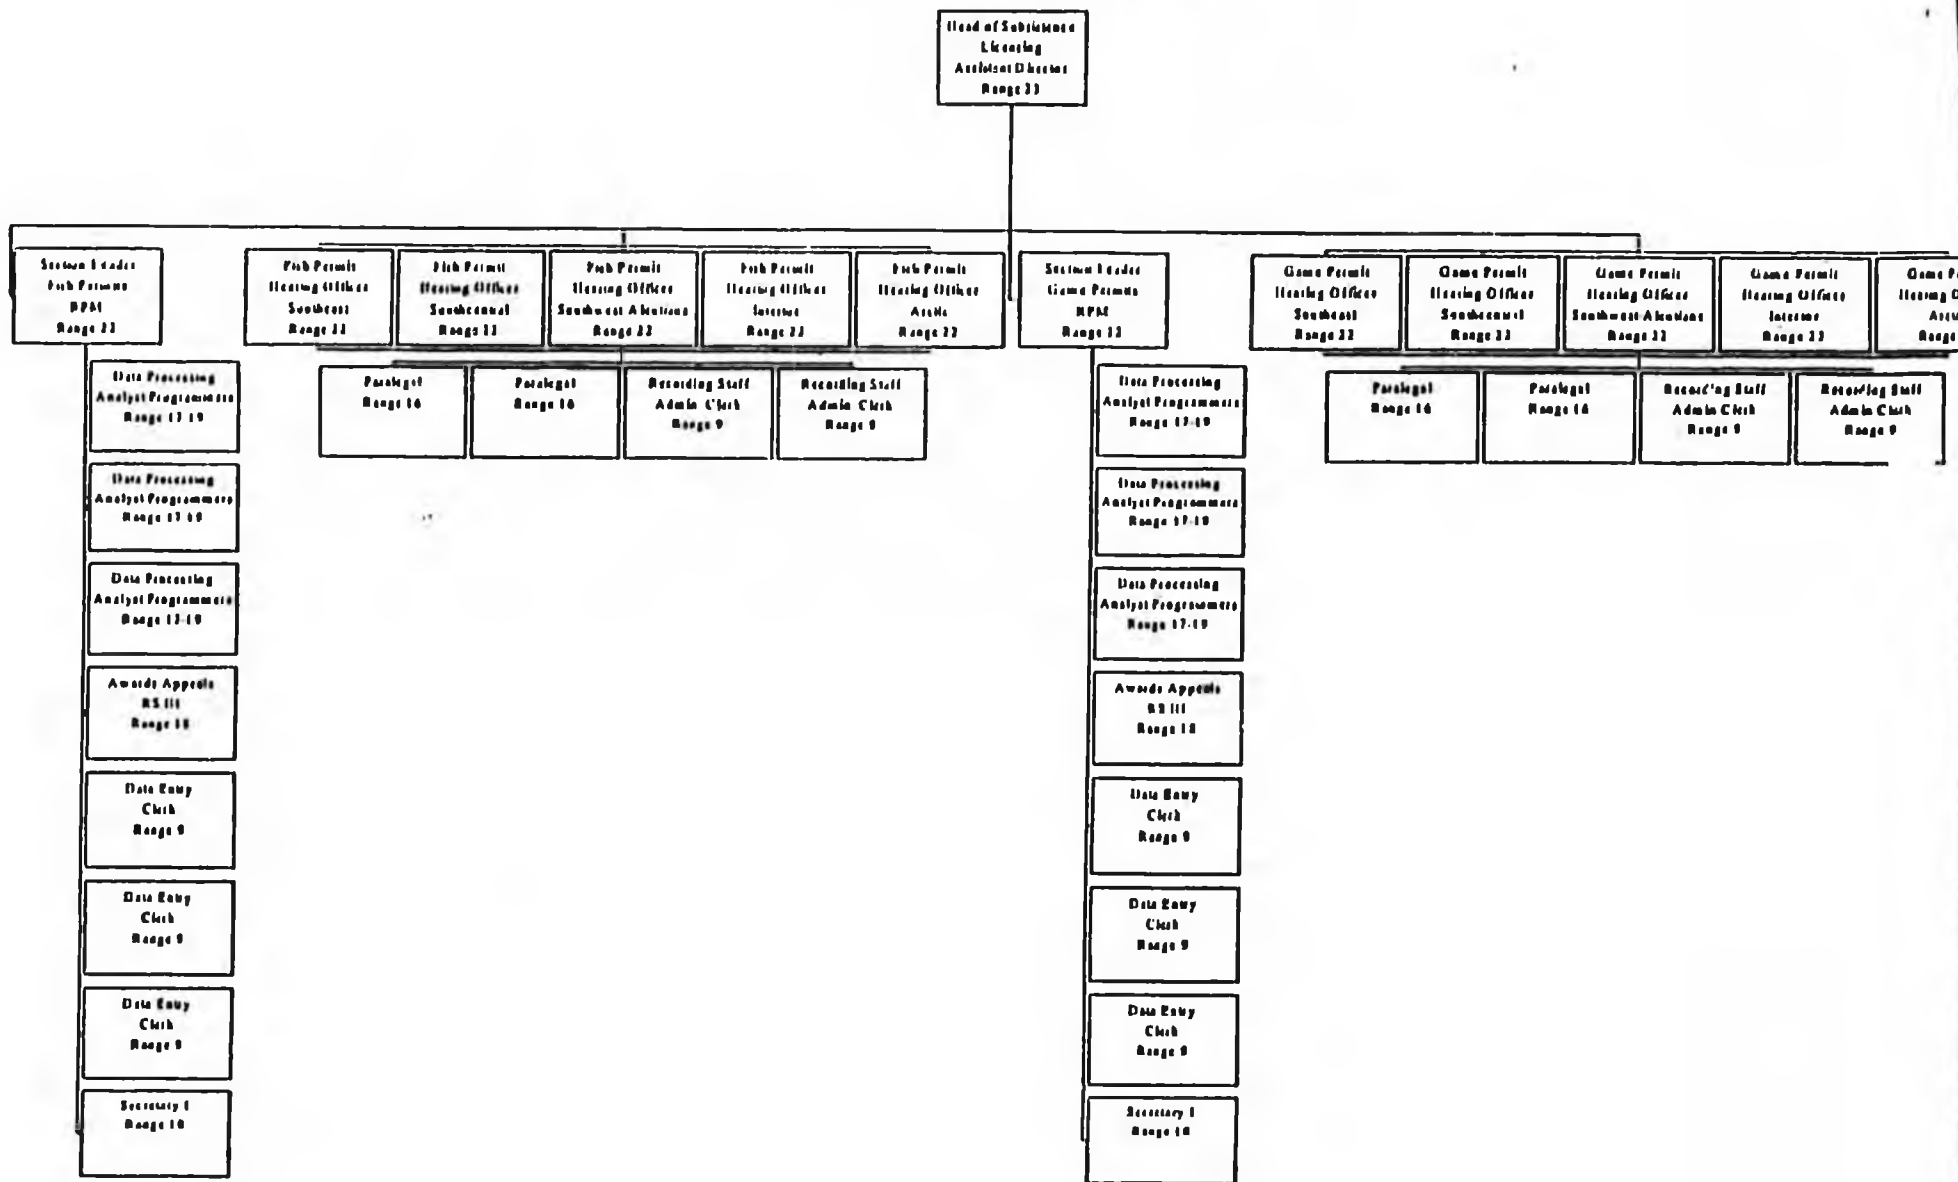 Head of Subsistence
Licensing
Assistant Director
Range 23
Section Leader
Fish Permits
RPM
Range 22
Fish Permit
Hearing Officer
Southeast
Range 22
Fish Permit
Hearing Officer
Southcentral
Range 22
Fish Permit
Hearing Officer
Southwest Aleutians
Range 22
Fish Permit
Hearing Officer
Interior
Range 22
Fish Permit
Hearing Officer
Arctic
Range 22
Section Leader
Game Permits
RPM
Range 22
Game Permit
Hearing Officer
Southeast
Range 22
Game Permit
Hearing Officer
Southcentral
Range 22
Game Permit
Hearing Officer
Southwest Aleutians
Range 22
Game Permit
Hearing Officer
Interior
Range 22
Game P
Hearing O
Range
Paralegal
Range 16
Paralegal
Range 16
Recording Staff
Admin Clerk
Range 9
Recording Staff
Admin Clerk
Range 9
Paralegal
Range 16
Paralegal
Range 16
Recording Staff
Admin Clerk
Range 9
Recording Staff
Admin Clerk
Range 9
Data Processing
Analyst Programmers
Range 17-19
Data Processing
Analyst Programmers
Range 17-19
Data Processing
Analyst Programmers
Range 17-19
Awards Appeals
RS III
Range 18
Data Entry
Clerk
Range 9
Data Entry
Clerk
Range 9
Data Entry
Clerk
Range 9
Secretary I
Range 10
Data Processing
Analyst Programmers
Range 17-19
Data Processing
Analyst Programmers
Range 17-19
Data Processing
Analyst Programmers
Range 17-19
Awards Appeals
RS III
Range 18
Data Entry
Clerk
Range 9
Data Entry
Clerk
Range 9
Data Entry
Clerk
Range 9
Secretary I
Range 10